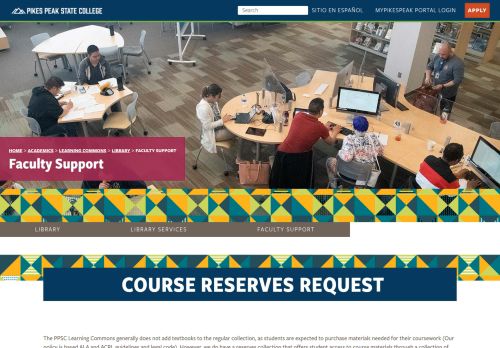 PIKES PEAK STATE COLLEGE
Search
SITIO EN ESPAÑOL
MYPIKESPEAK PORTAL LOGIN
APPLY
HOME > ACADEMICS > LEARNING COMMONS > LIBRARY > FACULTY SUPPORT
Faculty Support
LIBRARY
LIBRARY SERVICES
FACULTY SUPPORT
COURSE RESERVES REQUEST
The PPSC Learning Commons generally does not add textbooks to the regular collection, as students are expected to purchase materials needed for their coursework (Our
policy is based ALA and ACRL guidelines and legal code). However, we do have a reserves collection that offers student access to course materials through a collection of